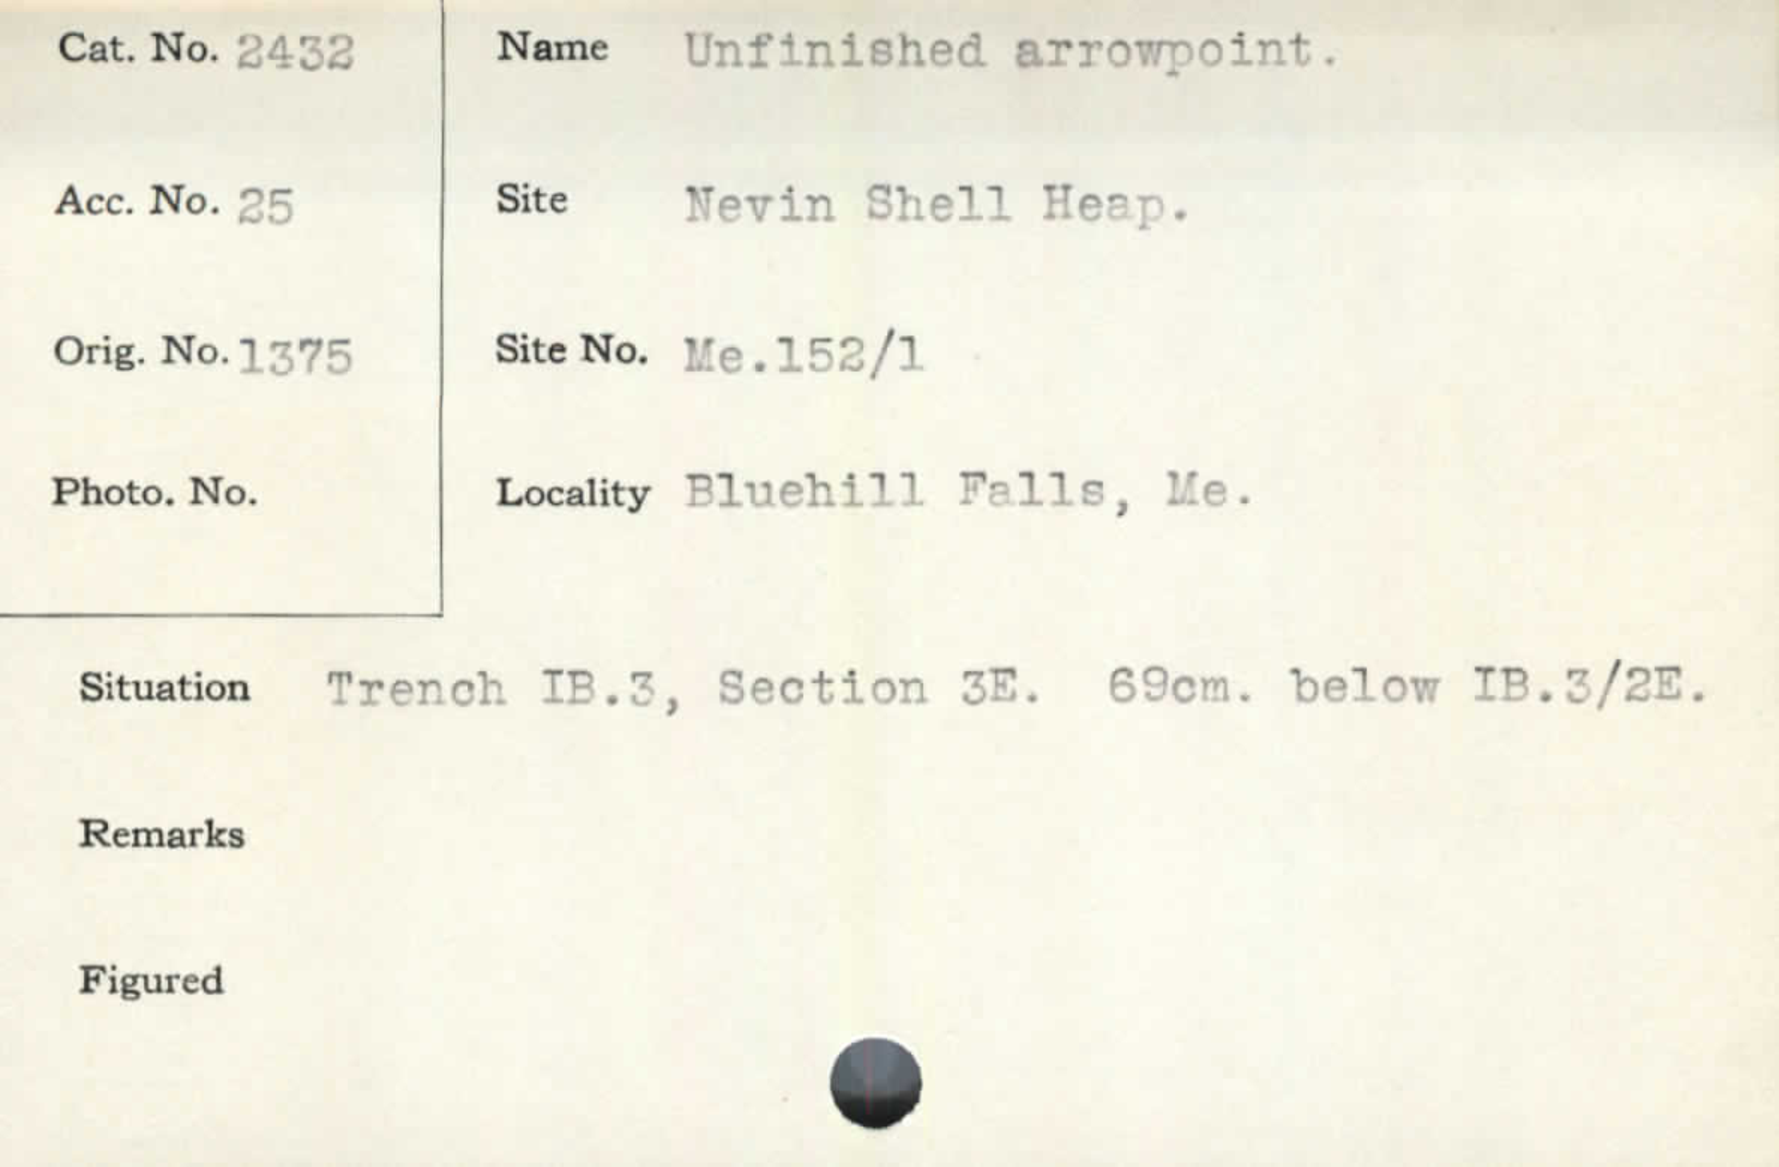 Cat. No. 2432
Acc. No. 25
Orig. No. 1375
Photo. No.
Name Unfinished arrowpoint.
Site Nevin Shell Heap.
Site No. Me.152/1
Locality Bluehill Falls, Me.
Situation Trench IB.3, Section 3E. 69cm. below IB.3/2E.
Remarks
Figured